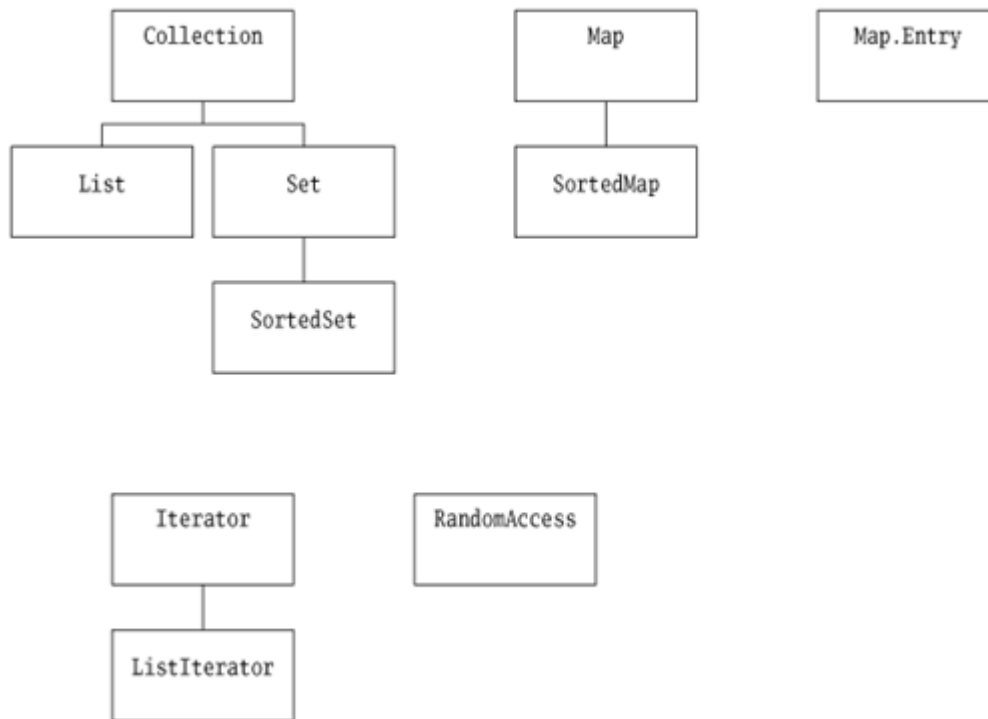 Collection
Map
Map.Entry
List
Set
SortedMap
SortedSet
Iterator
RandomAccess
ListIterator